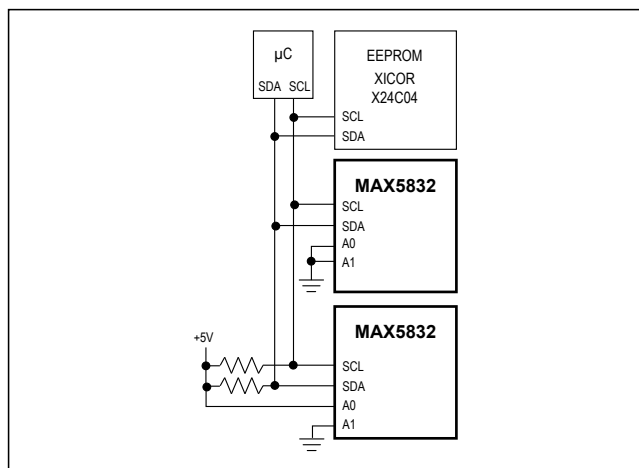 µC
SDA SCL
EEPROM
XICOR
X24C04
SCL
SDA
MAX5832
SCL
SDA
A0
A1
MAX5832
+5V
SCL
SDA
A0
A1